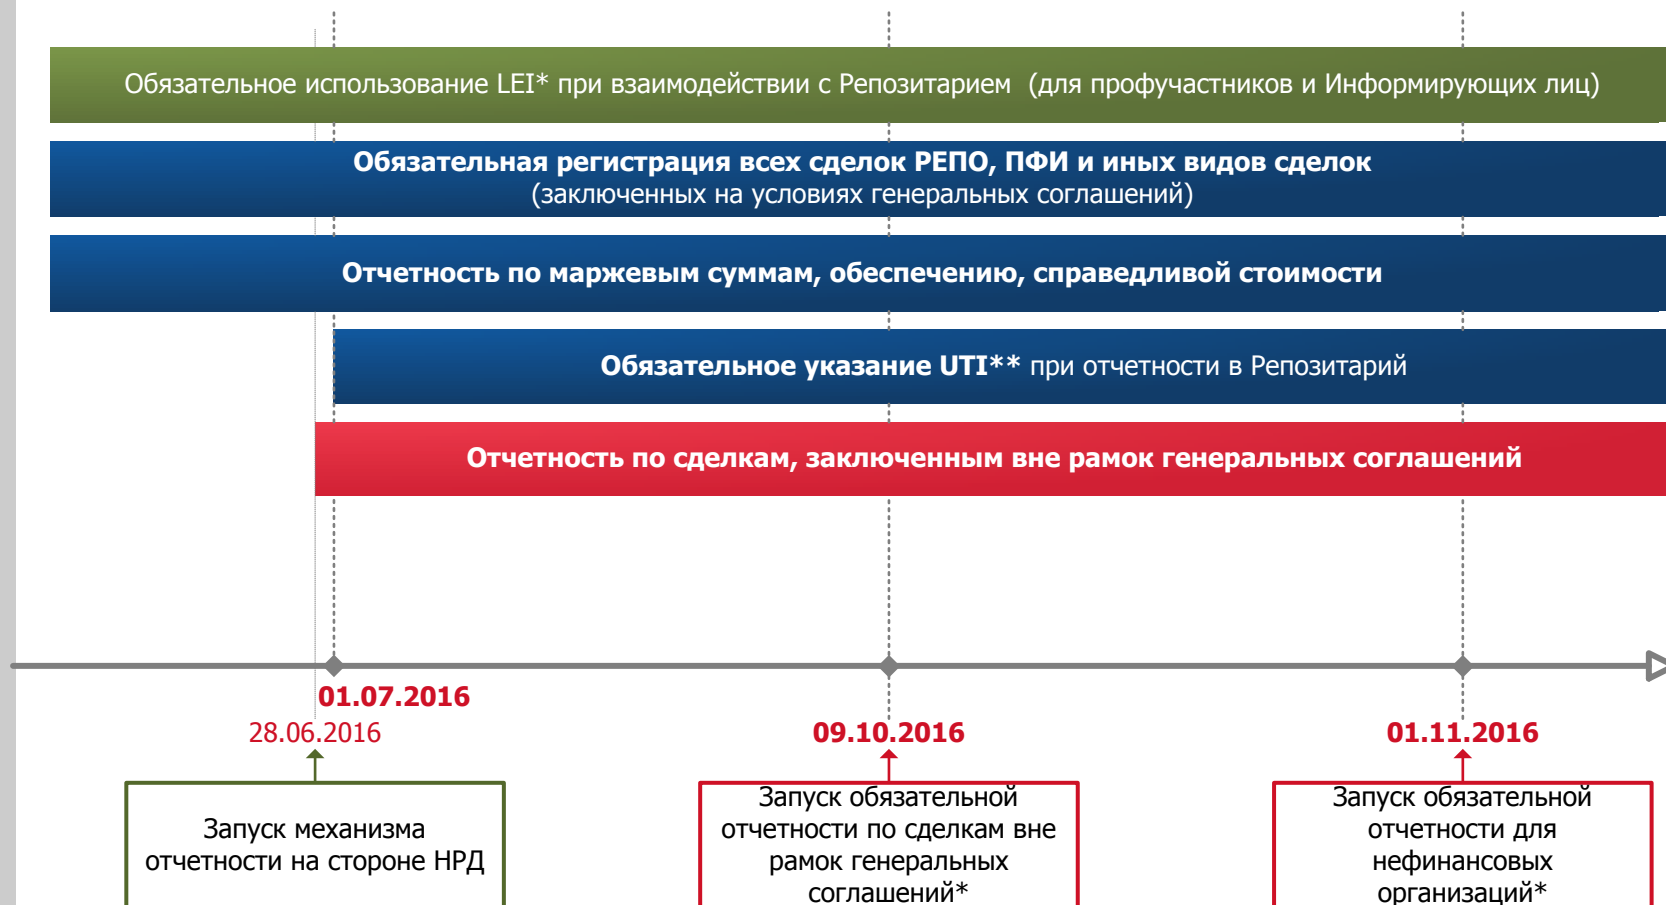 Обязательное использование LEI* при взаимодействии с Репозитарием (для профучастников и Информирующих лиц)
Обязательная регистрация всех сделок РЕПО, ПФИ и иных видов сделок
(заключенных на условиях генеральных соглашений)
Отчетность по маржевым суммам, обеспечению, справедливой стоимости
Обязательное указание UTI** при отчетности в Репозитарий
Отчетность по сделкам, заключенным вне рамок генеральных соглашений
01.07.2016
28.06.2016
09.10.2016
01.11.2016
Запуск механизма
отчетности на стороне НРД
Запуск обязательной
отчетности по сделкам вне
рамок генеральных
соглашений*
Запуск обязательной
отчетности для
нефинансовых
организаций*